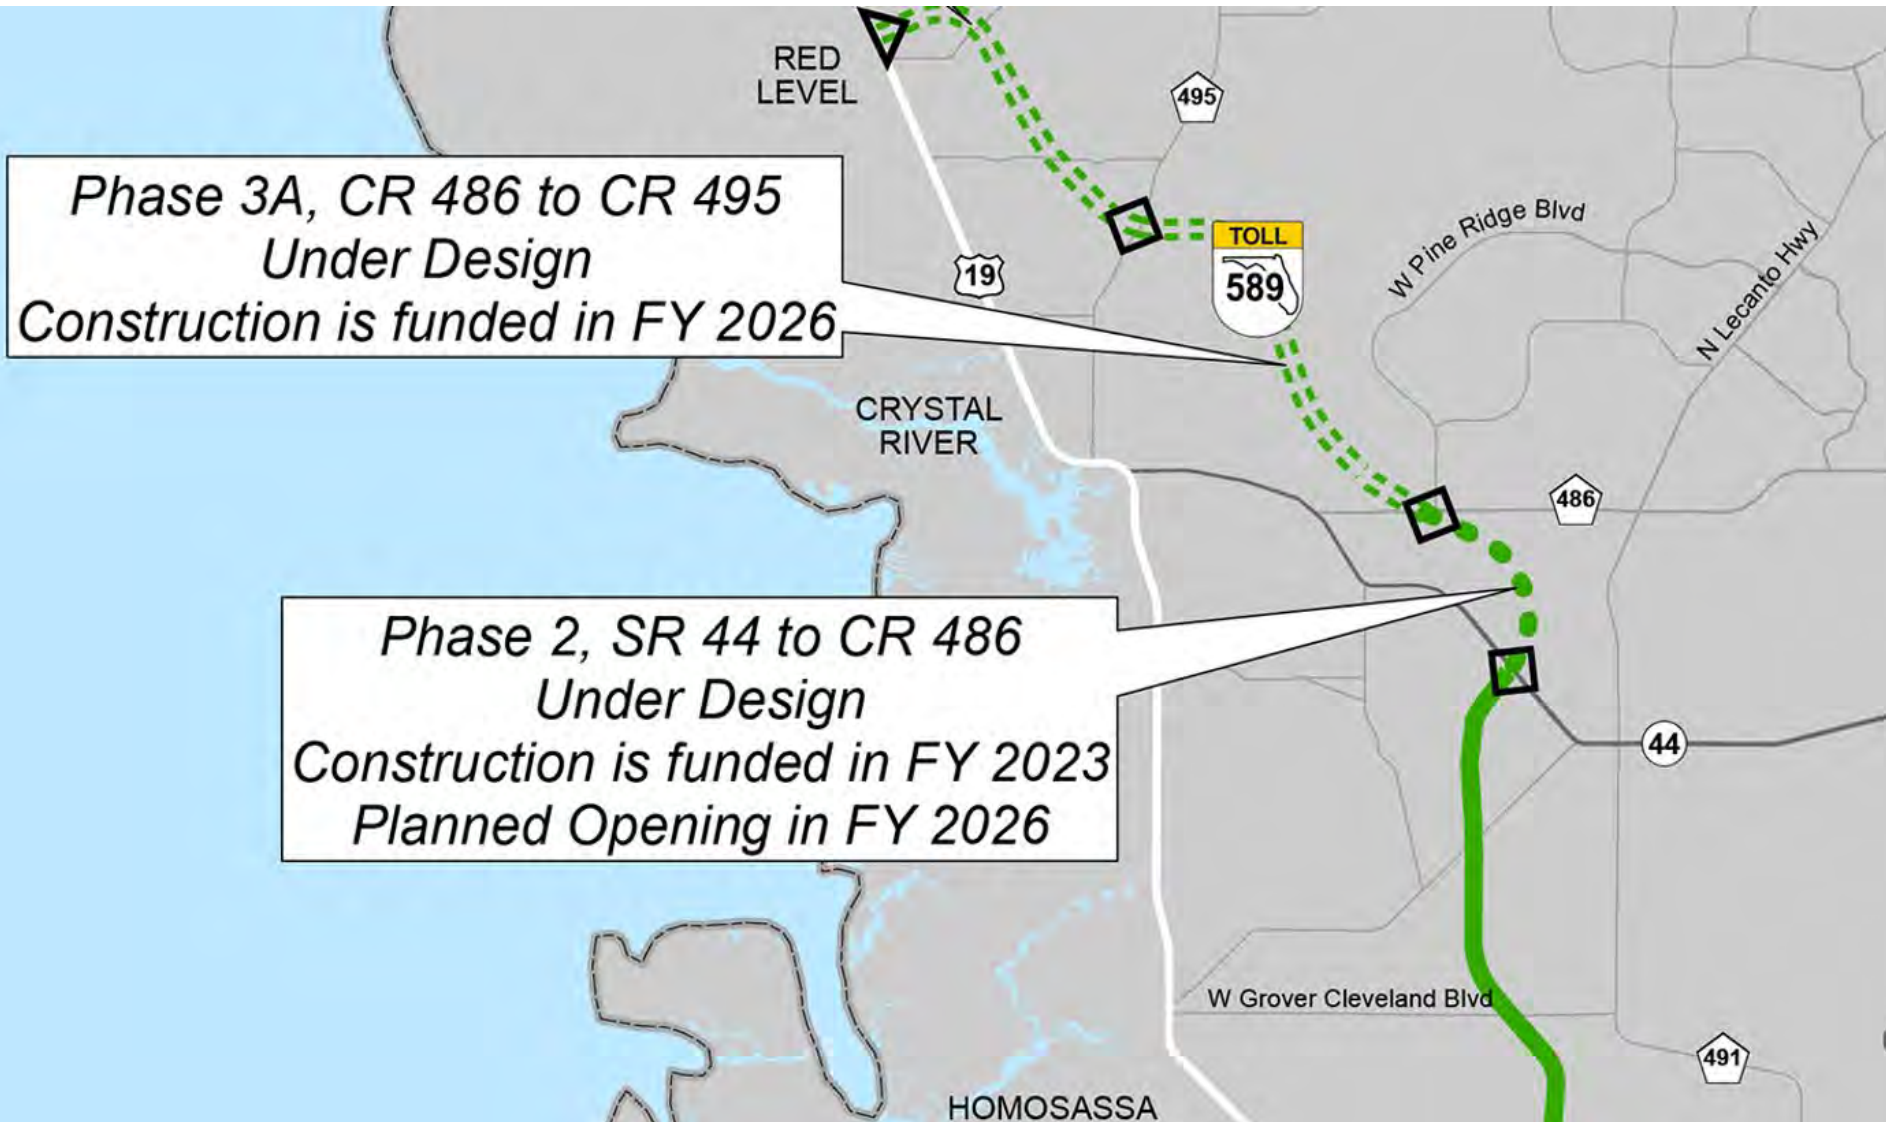 RED
LEVEL
495
Phase 3A, CR 486 to CR 495
Under Design
Construction is funded in FY 2026
19
TOLL
589
W Pine Ridge Blvd
N Lecanto Hwy
CRYSTAL
RIVER
486
Phase 2, SR 44 to CR 486
Under Design
Construction is funded in FY 2023
Planned Opening in FY 2026
44
W Grover Cleveland Blvd
491
HOMOSASSA